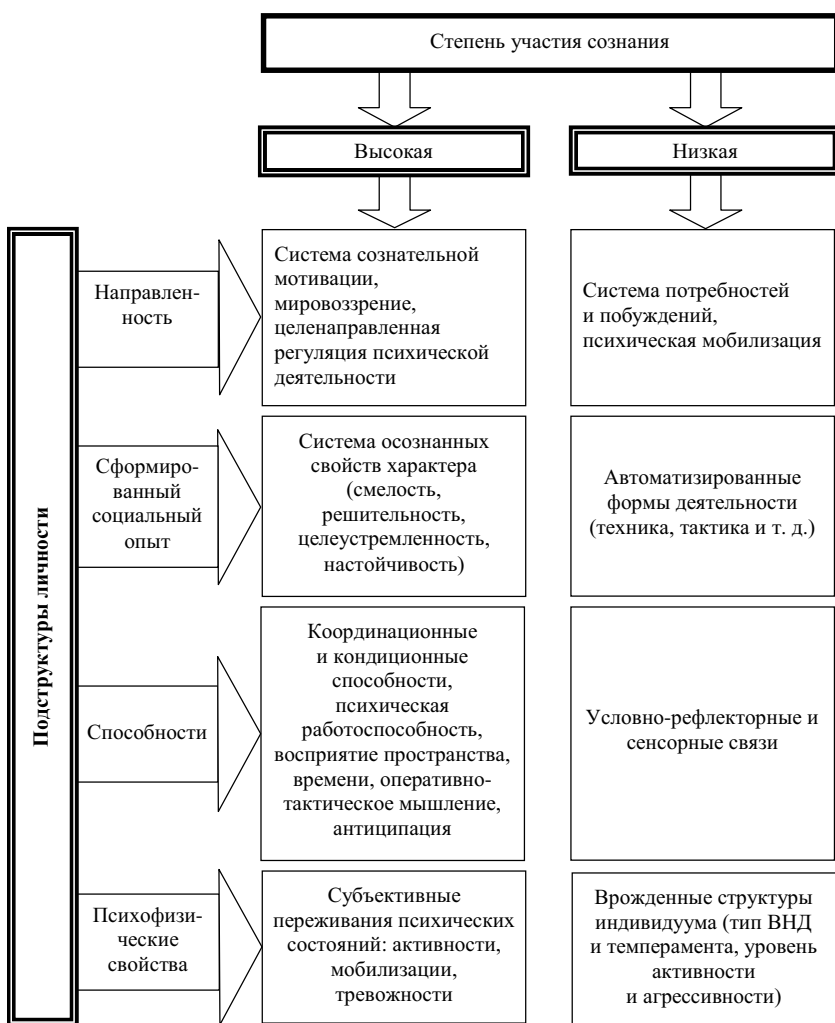 Степень участия сознания
Высокая
Низкая
Подструктуры личности
Направлен-
ность
Система сознательной
мотивации,
мировоззрение,
целенаправленная
регуляция психической
деятельности
Система потребностей
и побуждений,
психическая мобилизация
Сформиро-
ванный
социальный
опыт
Система осознанных
свойств характера
(смелость,
решительность,
целеустремленность,
настойчивость)
Автоматизированные
формы деятельности
(техника, тактика и т. д.)
Способности
Координационные
и кондиционные
способности,
психическая
работоспособность,
восприятие пространства,
времени, оперативно-
тактическое мышление,
антиципация
Условно-рефлекторные и
сенсорные связи
Психофизи-
ческие
свойства
Субъективные
переживания психических
состояний: активности,
мобилизации,
тревожности
Врожденные структуры
индивидуума (тип ВНД
и темперамента, уровень
активности
и агрессивности)